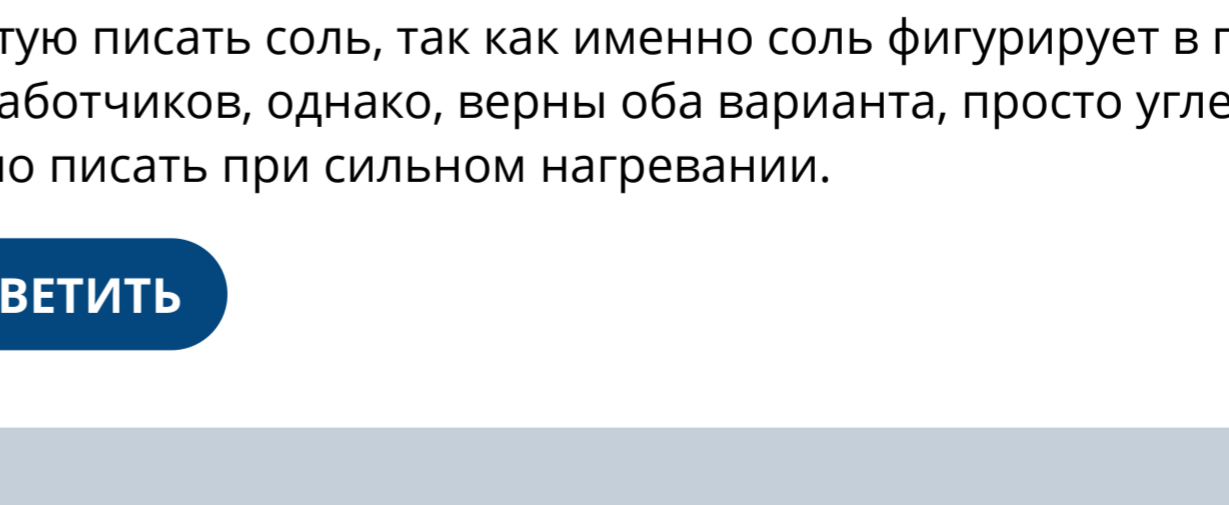 тую писать соль, так как именно соль фигурирует в п
аботчиков, однако, верны оба варианта, просто угле
но писать при сильном нагревании.
ВЕТИТЬ